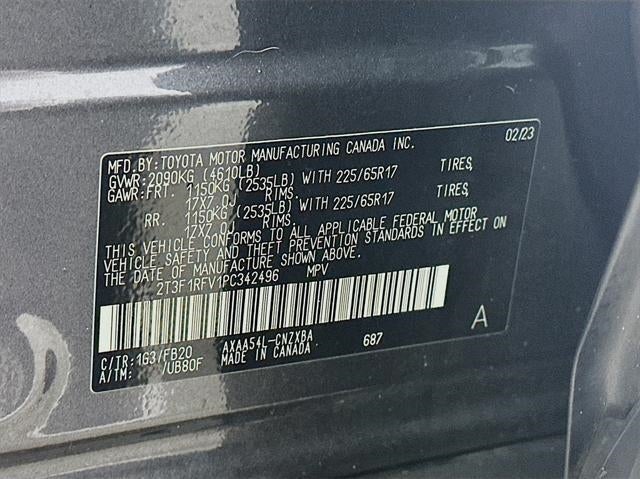 MFD. BY: TOYOTA MOTOR MANUFACTURING CANADA INC. 02/23
GVWR: 2090KG (4610LB)
GAWR: FRT. 1150KG (2535LB) WITH 225/65R17 TIRES,
17X7.0J RIMS.
RR. 1150KG (2535LB) WITH 225/65R17 TIRES,
17X7.0J RIMS.
THIS VEHICLE CONFORMS TO ALL APPLICABLE FEDERAL MOTOR
VEHICLE SAFETY AND THEFT PREVENTION STANDARDS IN EFFECT ON
THE DATE OF MANUFACTURE SHOWN ABOVE.
2T3F1RFV1PC342496 MPV
A
C/TR: 1G3/FB20 AXAA54L-CNZXBA 687
A/TM: /UB80F MADE IN CANADA